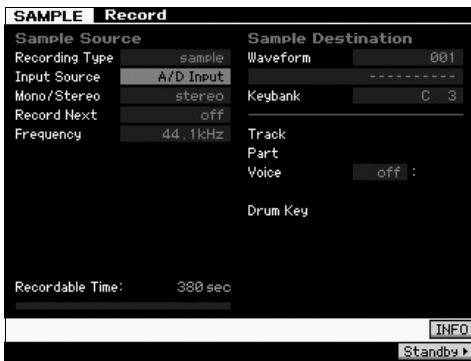 SAMPLE Record
Sample Source
Recording Type sample
Input Source A/D Input
Mono/Stereo stereo
Record Next off
Frequency 44.1kHz
Recordable Time: 380 sec
Sample Destination
Waveform 001
----------
Keybank C 3
Track
Part
Voice off :
Drum Key
INFO
Standby